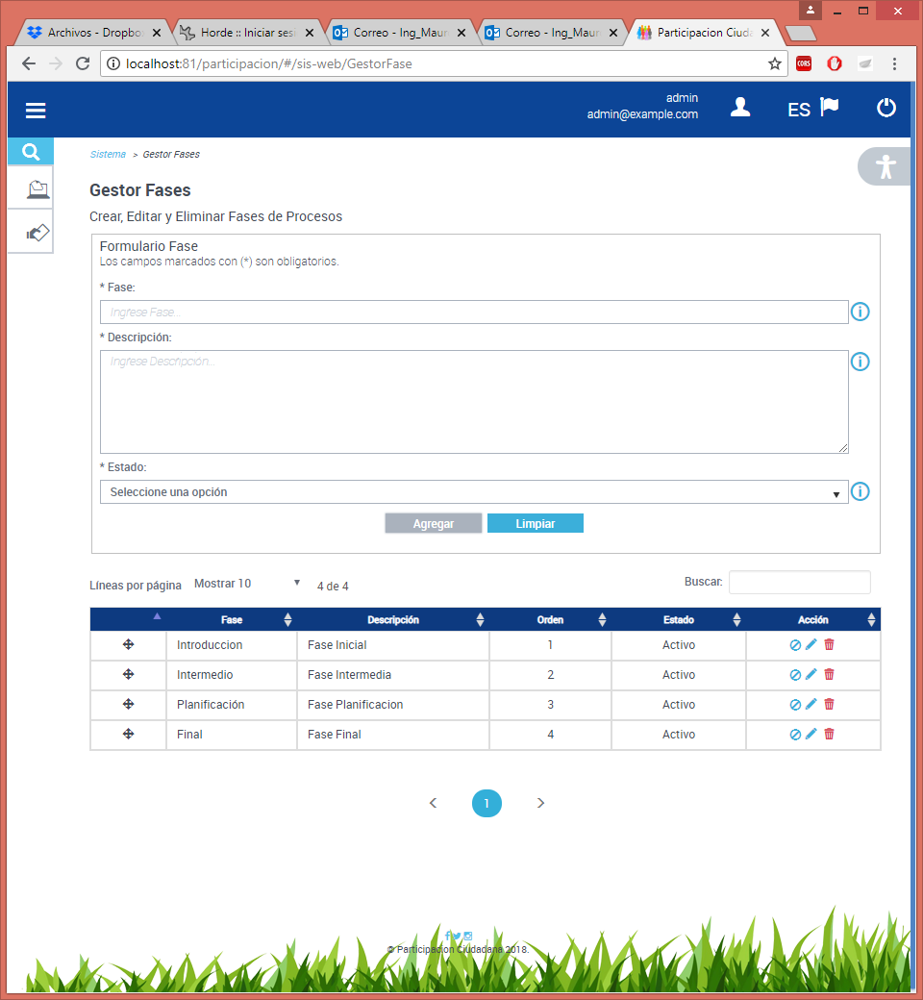 Archivos - Dropbo
Horde :: Iniciar ses
Correo - Ing_Maur
Correo - Ing_Maur
Participacion Ciuda
localhost:81/participacion/#/sis-web/GestorFase
CORS
admin
admin@example.com
ES
Sistema > Gestor Fases
Gestor Fases
Crear, Editar y Eliminar Fases de Procesos
Formulario Fase
Los campos marcados con (*) son obligatorios.
* Fase:
Ingrese Fase...
* Descripción:
Ingrese Descripción...
* Estado:
Seleccione una opción
Agregar Limpiar
Líneas por página Mostrar 10 4 de 4 Buscar:
Fase Descripción Orden Estado Acción
Introduccion Fase Inicial 1 Activo
Intermedio Fase Intermedia 2 Activo
Planificación Fase Planificacion 3 Activo
Final Fase Final 4 Activo
< 1 >
© Participacion Ciudadana 2018.